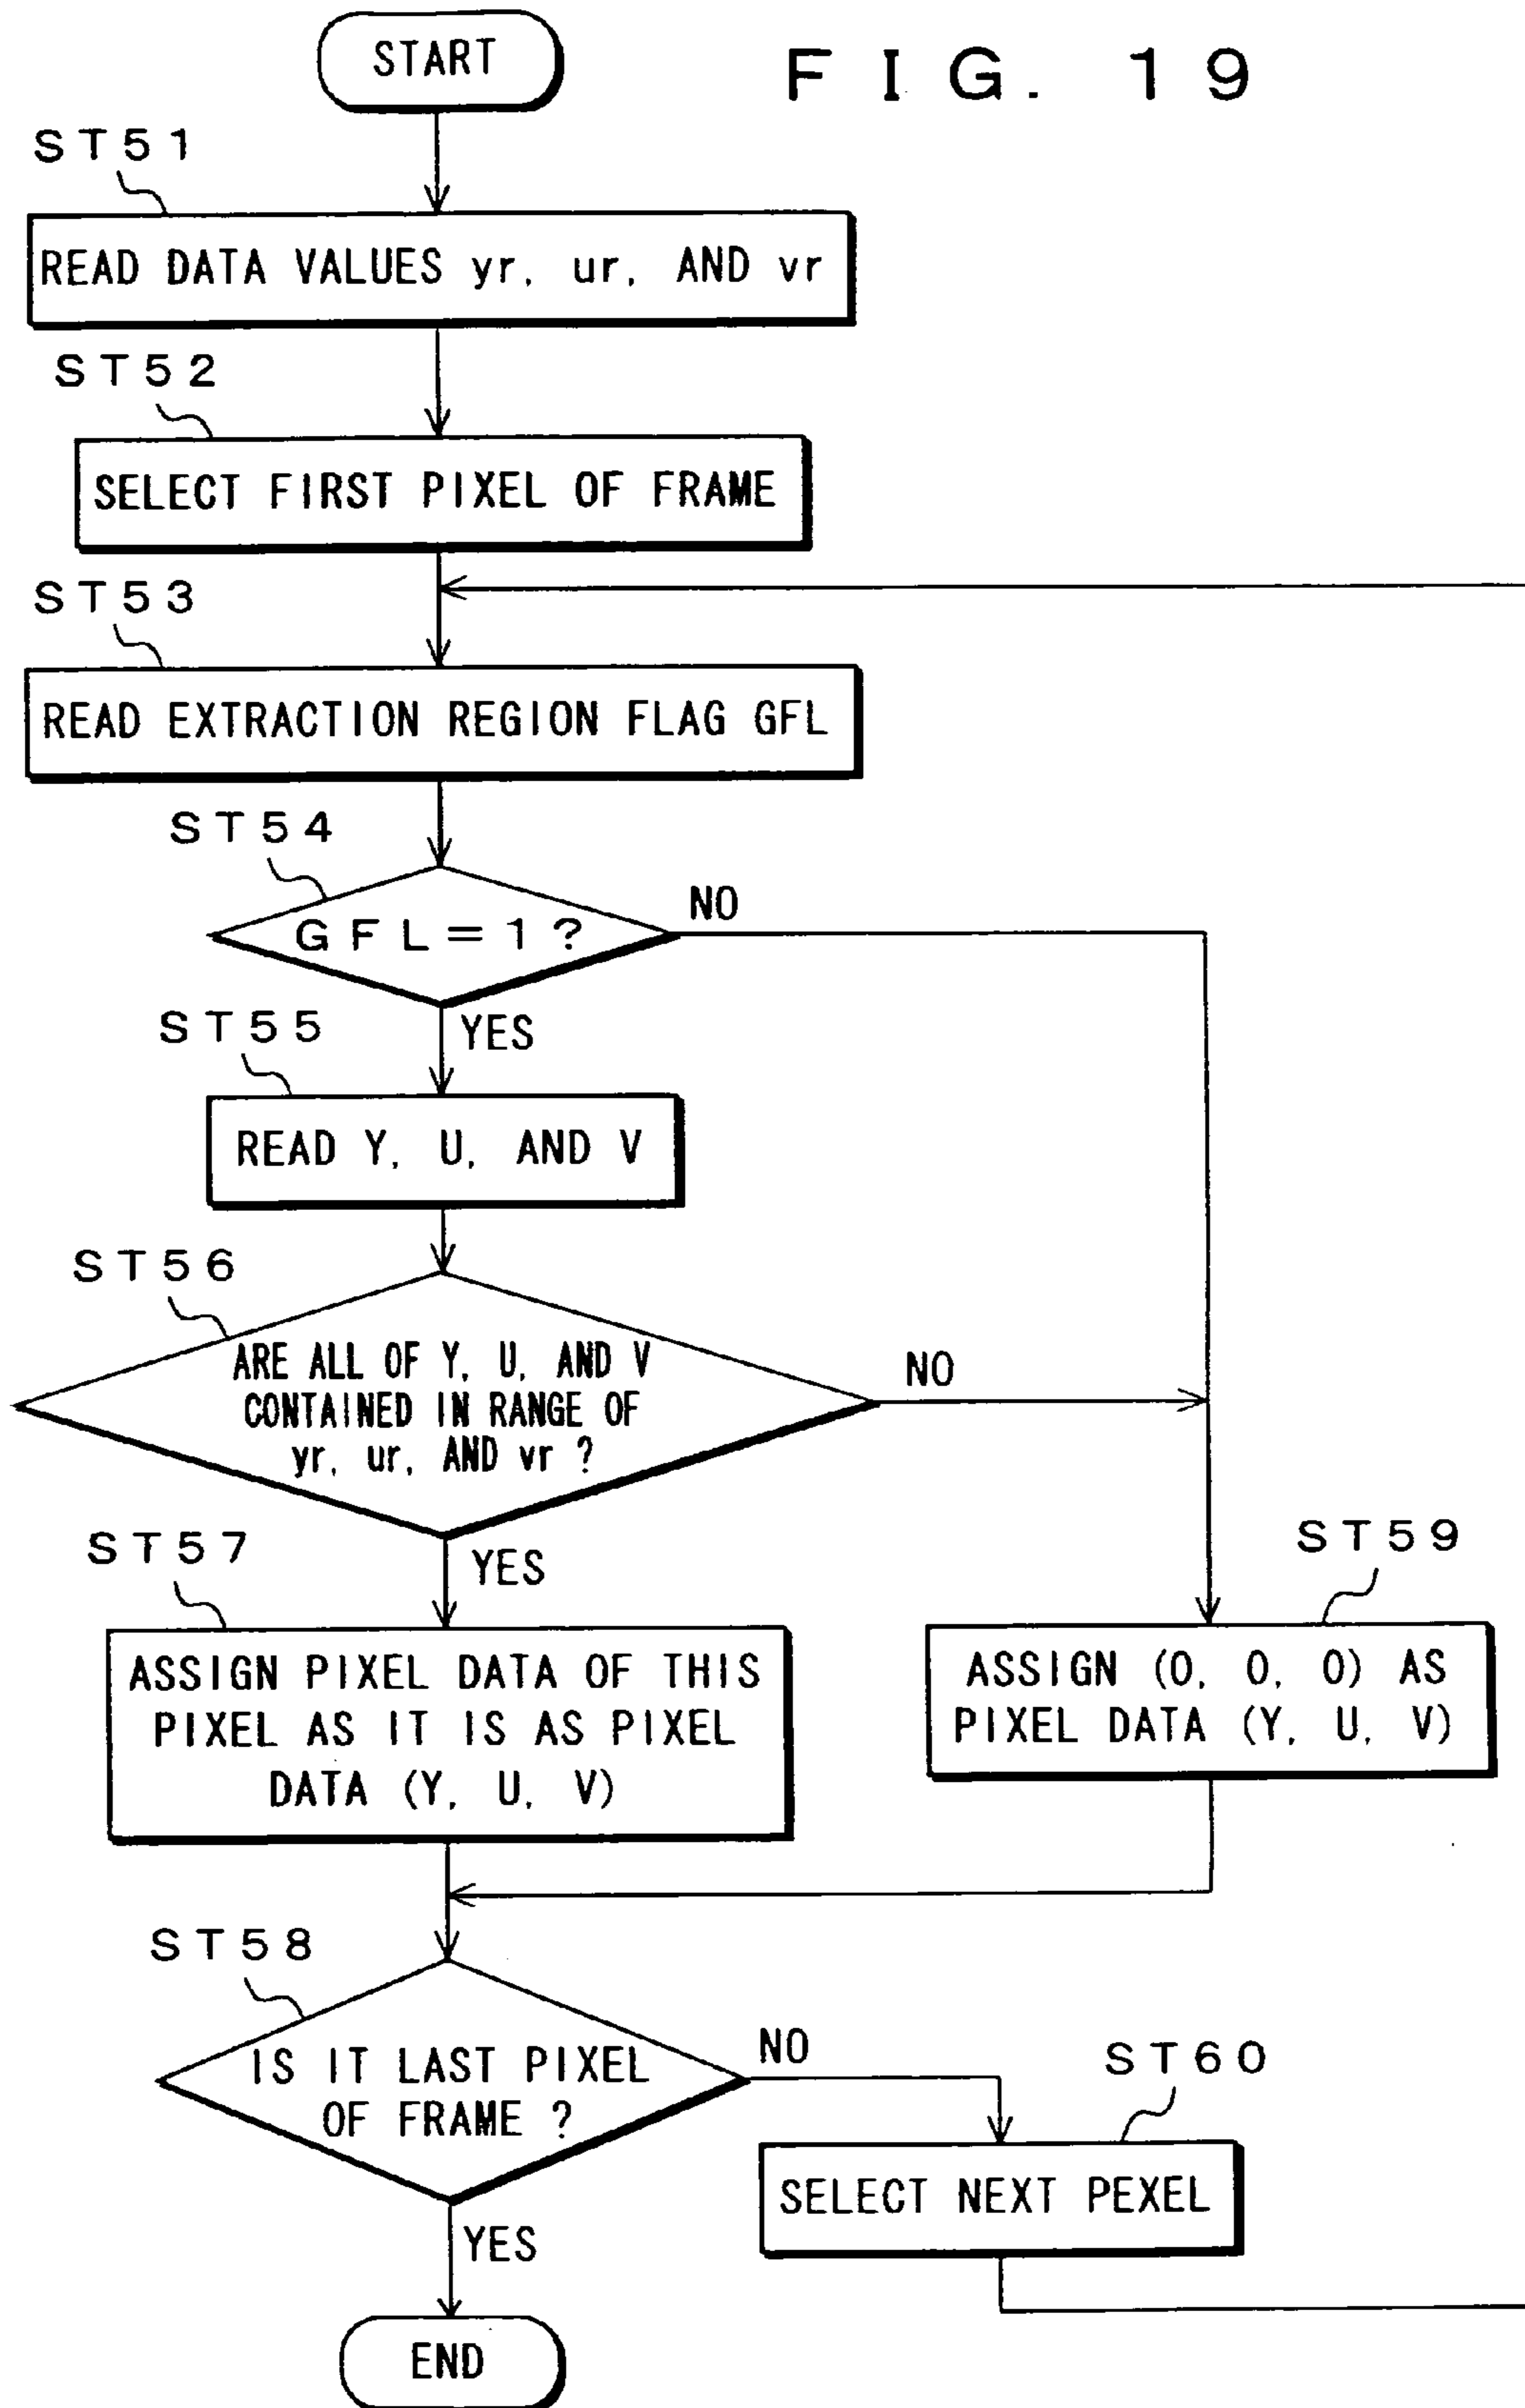 START
FIG. 19
ST51
READ DATA VALUES yr, ur, AND vr
ST52
SELECT FIRST PIXEL OF FRAME
ST53
READ EXTRACTION REGION FLAG GFL
ST54
GFL=1?
NO
YES
ST55
READ Y, U, AND V
ST56
ARE ALL OF Y, U, AND V
CONTAINED IN RANGE OF
yr, ur, AND vr ?
NO
YES
ST57
ASSIGN PIXEL DATA OF THIS
PIXEL AS IT IS AS PIXEL
DATA (Y, U, V)
ST59
ASSIGN (0, 0, 0) AS
PIXEL DATA (Y, U, V)
ST58
IS IT LAST PIXEL
OF FRAME ?
NO
YES
ST60
SELECT NEXT PEXEL
END